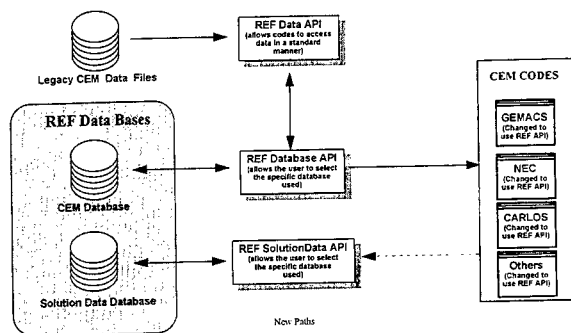 REF Data API
(allows codes to access
data in a standard
manner)
Legacy CEM Data Files
REF Data Bases
CEM Database
Solution Data Database
REF Database API
(allows the user to select
the specific database
used)
REF SolutionData API
(allows the user to select
the specific database
used)
CEM CODES
GEMACS
(Changed to
use REF API)
NEC
(Changed to
use REF API)
CARLOS
(Changed to
use REF API)
Others
(Changed to
use REF API)
New Paths